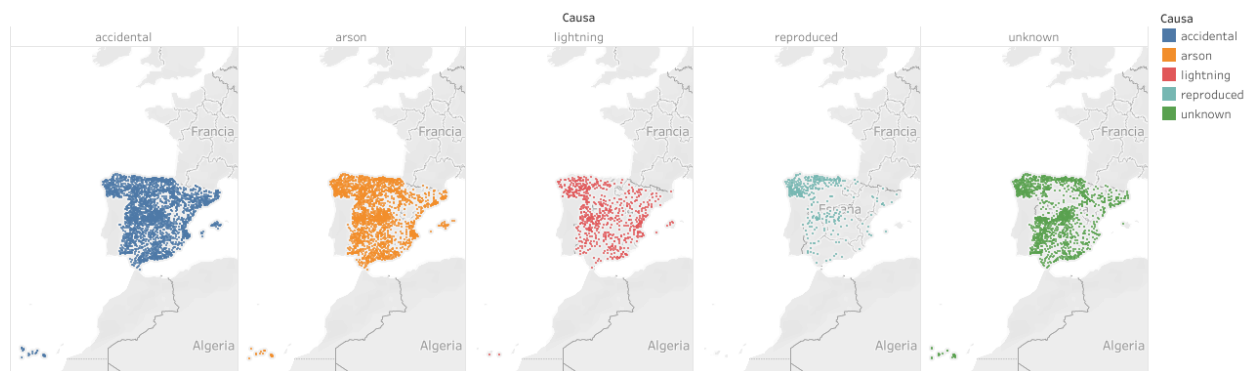 Causa
accidental
arson
lightning
reproduced
unknown
Francia
Francia
Francia
Francia
Francia
España
Algeria
Algeria
Algeria
Algeria
Algeria
Causa
accidental
arson
lightning
reproduced
unknown